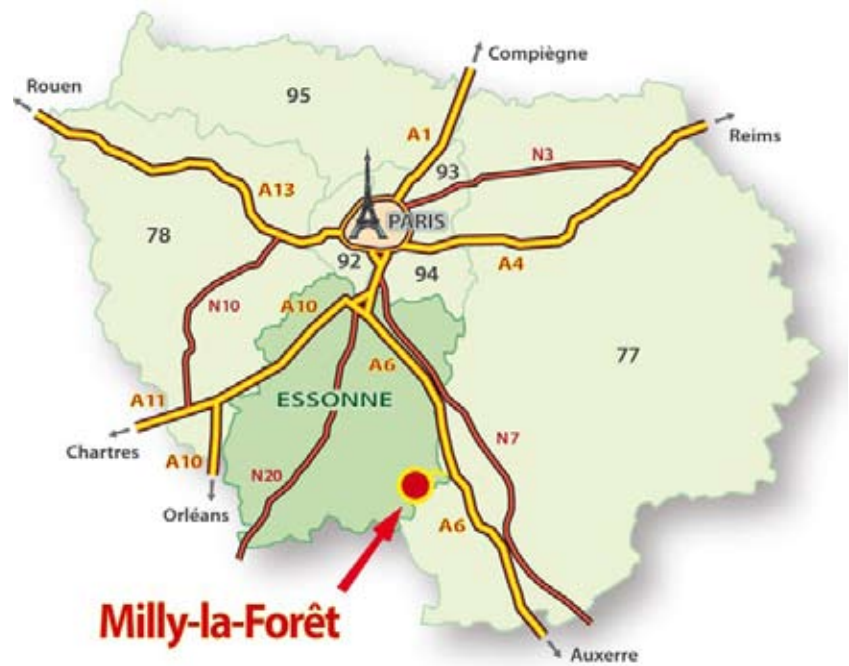 Compiègne
Rouen
95
A1
Reims
93
N3
A13
PARIS
78
92
94
A4
N10
A10
77
A6
A11
ESSONNE
Chartres
N7
A10
N20
Orléans
A6
Milly-la-Forêt
Auxerre